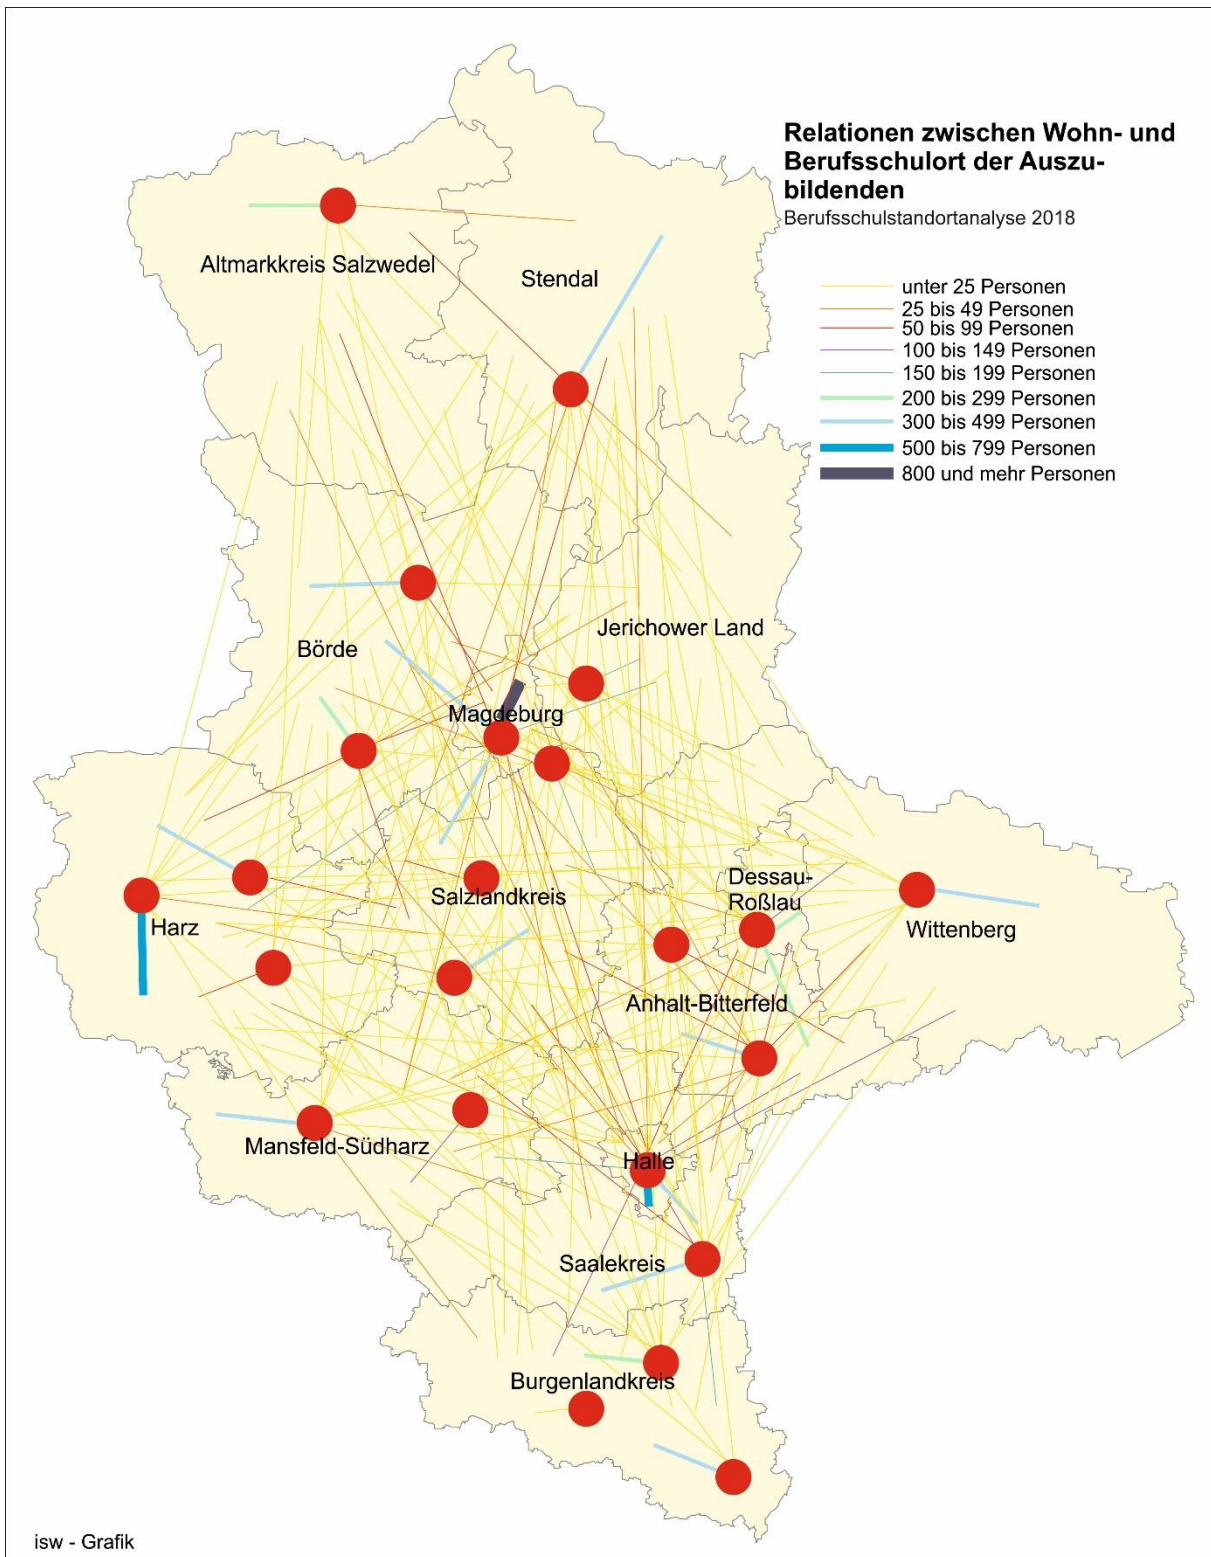 Relationen zwischen Wohn- und
Berufsschulort der Auszu-
bildenden
Berufsschulstandortanalyse 2018
unter 25 Personen
25 bis 49 Personen
50 bis 99 Personen
100 bis 149 Personen
150 bis 199 Personen
200 bis 299 Personen
300 bis 499 Personen
500 bis 799 Personen
800 und mehr Personen
Altmarkkreis Salzwedel
Stendal
Jerichower Land
Börde
Magdeburg
Dessau-
Roßlau
Salzlandkreis
Harz
Wittenberg
Anhalt-Bitterfeld
Mansfeld-Südharz
Halle
Saalekreis
Burgenlandkreis
isw - Grafik